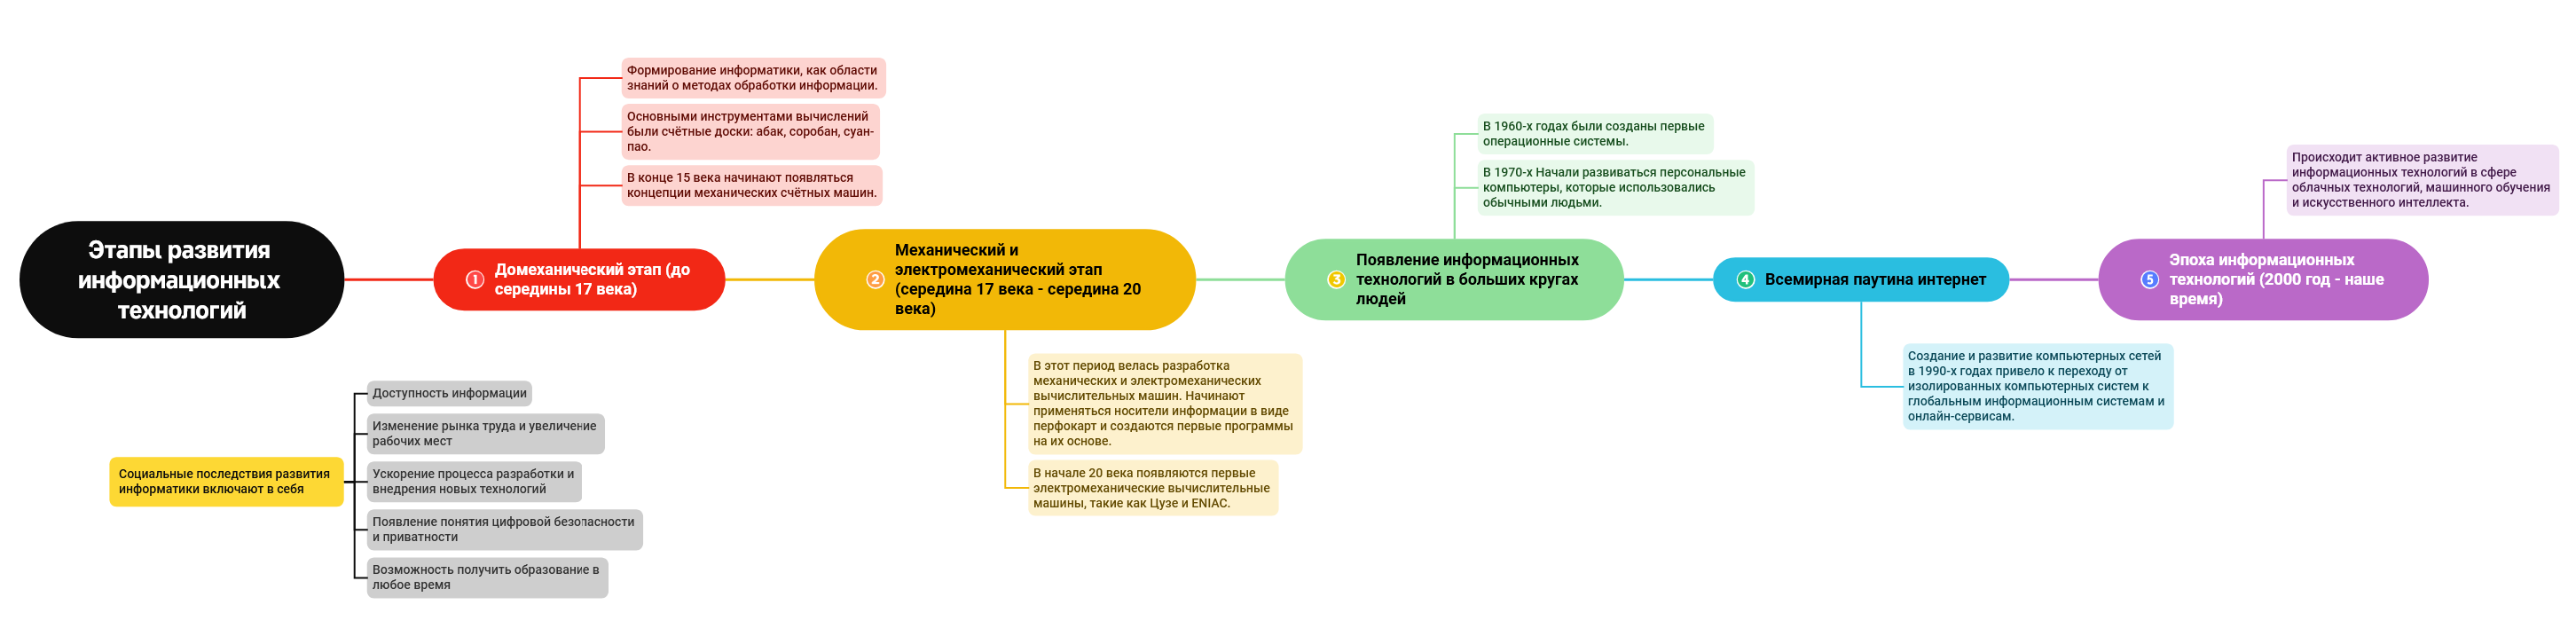 Этапы развития
информационных
технологий
1
Домеханический этап (до
середины 17 века)
Формирование информатики, как области
знаний о методах обработки информации.
Основными инструментами вычислений
были счётные доски: абак, соробан, суан-
пао.
В конце 15 века начинают появляться
концепции механических счётных машин.
2
Механический и
электромеханический этап
(середина 17 века - середина 20
века)
В этот период велась разработка
механических и электромеханических
вычислительных машин. Начинают
применяться носители информации в виде
перфокарт и создаются первые программы
на их основе.
В начале 20 века появляются первые
электромеханические вычислительные
машины, такие как Цузе и ENIAC.
3
Появление информационных
технологий в больших кругах
людей
В 1960-х годах были созданы первые
операционные системы.
В 1970-х Начали развиваться персональные
компьютеры, которые использовались
обычными людьми.
4
Всемирная паутина интернет
Создание и развитие компьютерных сетей
в 1990-х годах привело к переходу от
изолированных компьютерных систем к
глобальным информационным системам и
онлайн-сервисам.
5
Эпоха информационных
технологий (2000 год - наше
время)
Происходит активное развитие
информационных технологий в сфере
облачных технологий, машинного обучения
и искусственного интеллекта.
Социальные последствия развития
информатики включают в себя
Доступность информации
Изменение рынка труда и увеличение
рабочих мест
Ускорение процесса разработки и
внедрения новых технологий
Появление понятия цифровой безопасности
и приватности
Возможность получить образование в
любое время